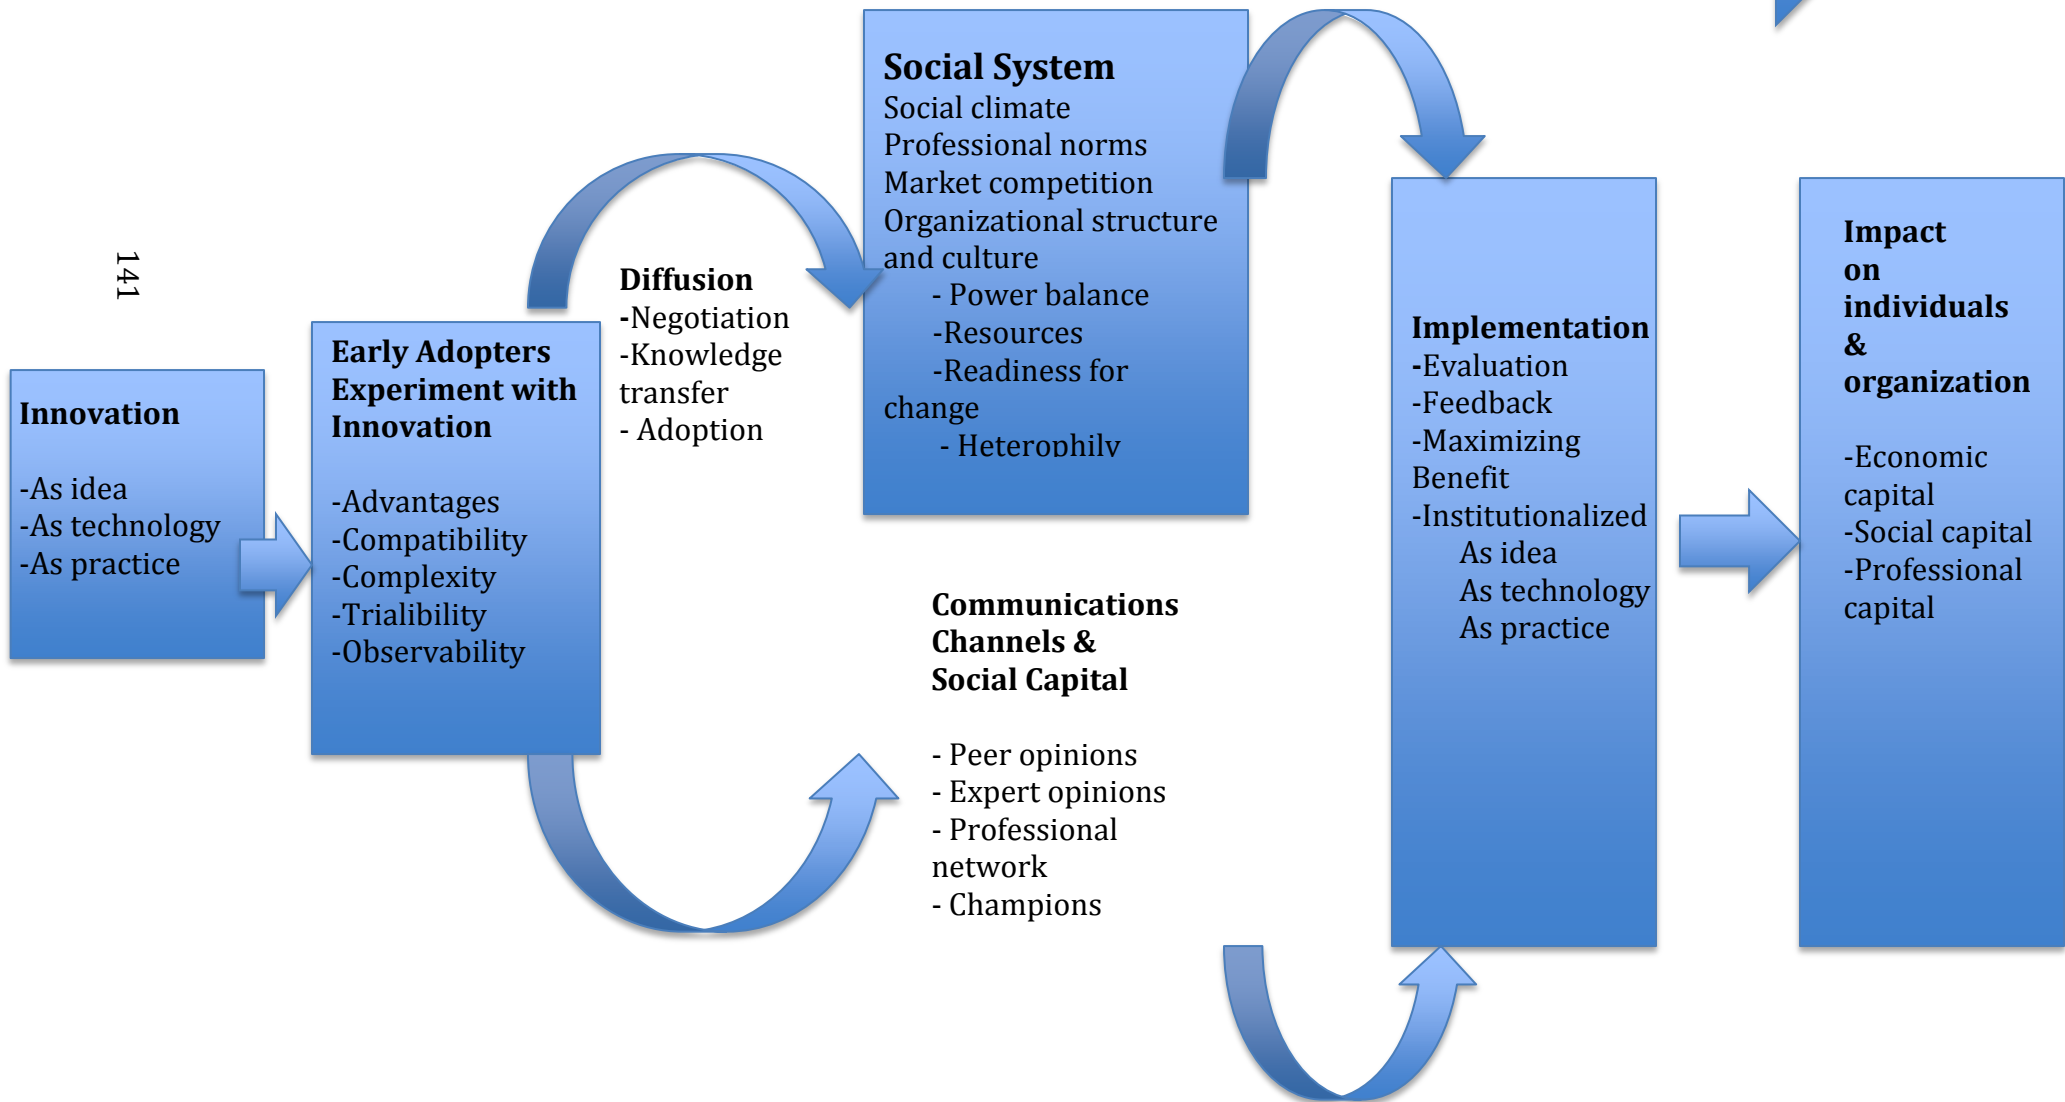 141
Innovation
-As idea
-As technology
-As practice
Early Adopters
Experiment with
Innovation
-Advantages
-Compatibility
-Complexity
-Trialibility
-Observability
Diffusion
-Negotiation
-Knowledge
transfer
- Adoption
Social System
Social climate
Professional norms
Market competition
Organizational structure
and culture
- Power balance
-Resources
-Readiness for
change
- Heterophily
Communications
Channels &
Social Capital
- Peer opinions
- Expert opinions
- Professional
network
- Champions
Implementation
-Evaluation
-Feedback
-Maximizing
Benefit
-Institutionalized
As idea
As technology
As practice
Impact
on
individuals
&
organization
-Economic
capital
-Social capital
-Professional
capital